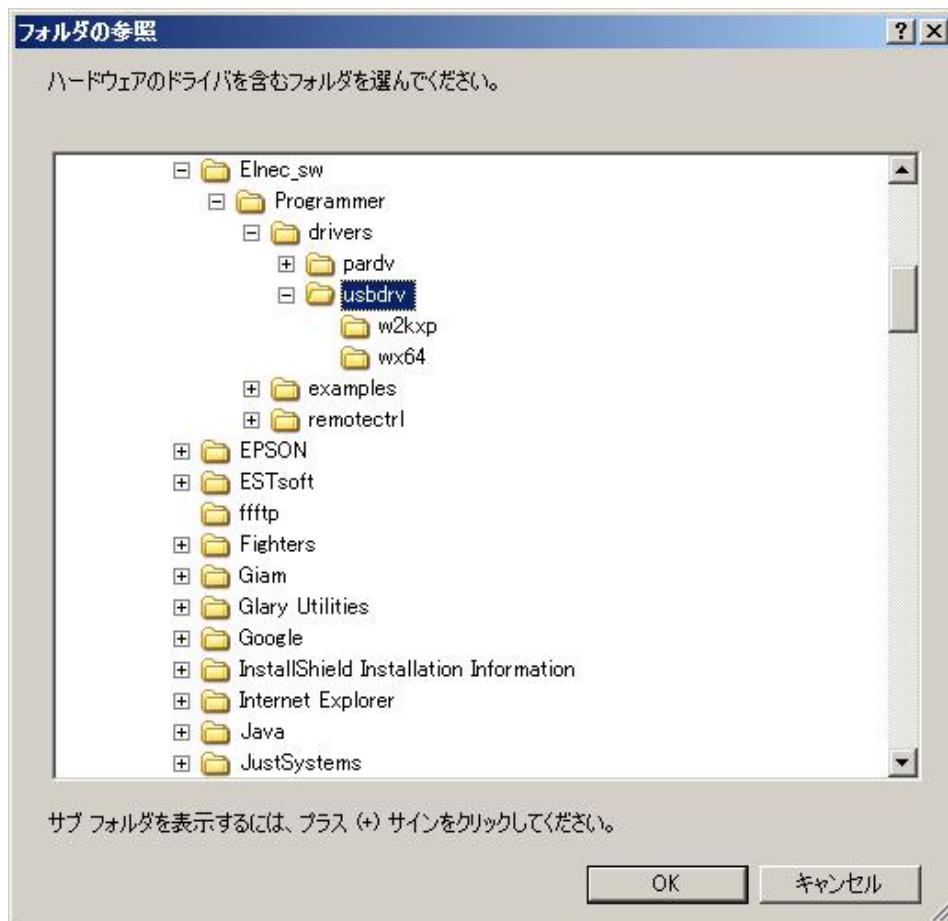 フォルダの参照
ハードウェアのドライバを含むフォルダを選んでください。
Elnec_sw
Programmer
drivers
pardv
usbdrv
w2kxp
wx64
examples
remotectrl
EPSON
ESTsoft
ffftp
Fighters
Giam
Glary Utilities
Google
InstallShield Installation Information
Internet Explorer
Java
JustSystems
サブ フォルダを表示するには、プラス (+) サインをクリックしてください。
OK キャンセル